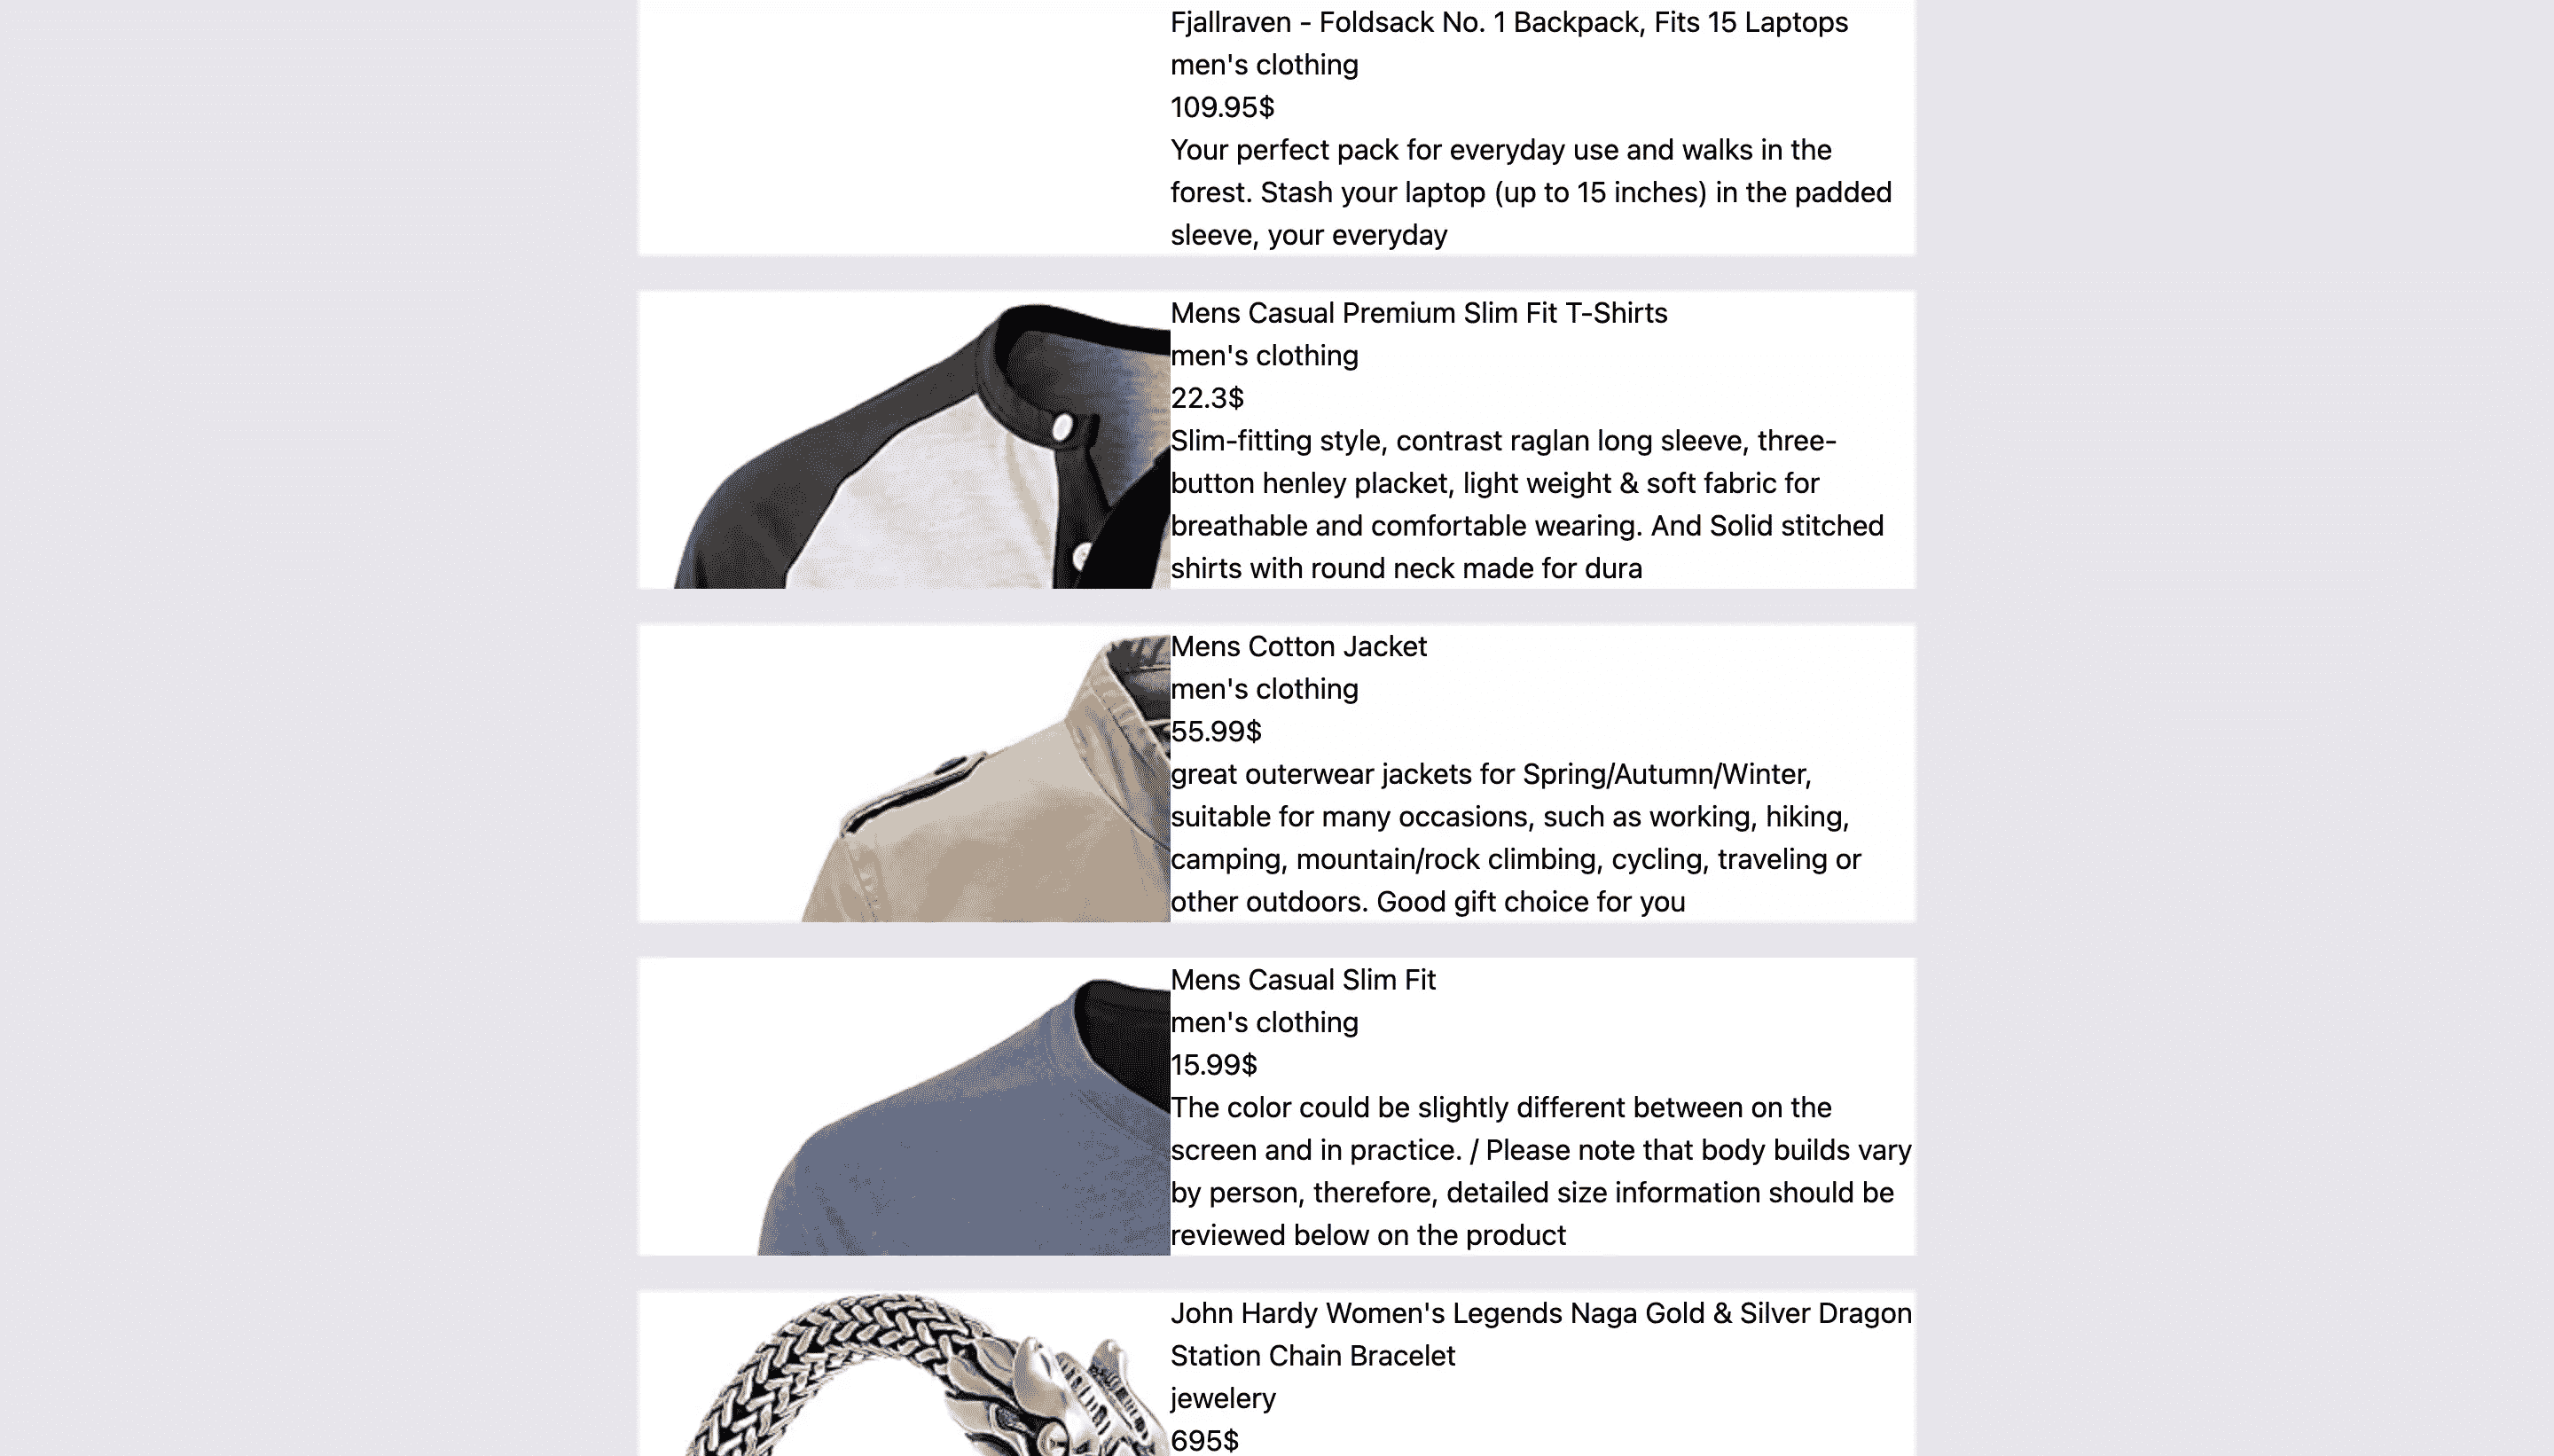 Fjallraven - Foldsack No. 1 Backpack, Fits 15 Laptops
men's clothing
109.95$
Your perfect pack for everyday use and walks in the
forest. Stash your laptop (up to 15 inches) in the padded
sleeve, your everyday
Mens Casual Premium Slim Fit T-Shirts
men's clothing
22.3$
Slim-fitting style, contrast raglan long sleeve, three-
button henley placket, light weight & soft fabric for
breathable and comfortable wearing. And Solid stitched
shirts with round neck made for dura
Mens Cotton Jacket
men's clothing
55.99$
great outerwear jackets for Spring/Autumn/Winter,
suitable for many occasions, such as working, hiking,
camping, mountain/rock climbing, cycling, traveling or
other outdoors. Good gift choice for you
Mens Casual Slim Fit
men's clothing
15.99$
The color could be slightly different between on the
screen and in practice. / Please note that body builds vary
by person, therefore, detailed size information should be
reviewed below on the product
John Hardy Women's Legends Naga Gold & Silver Dragon
Station Chain Bracelet
jewelery
695$